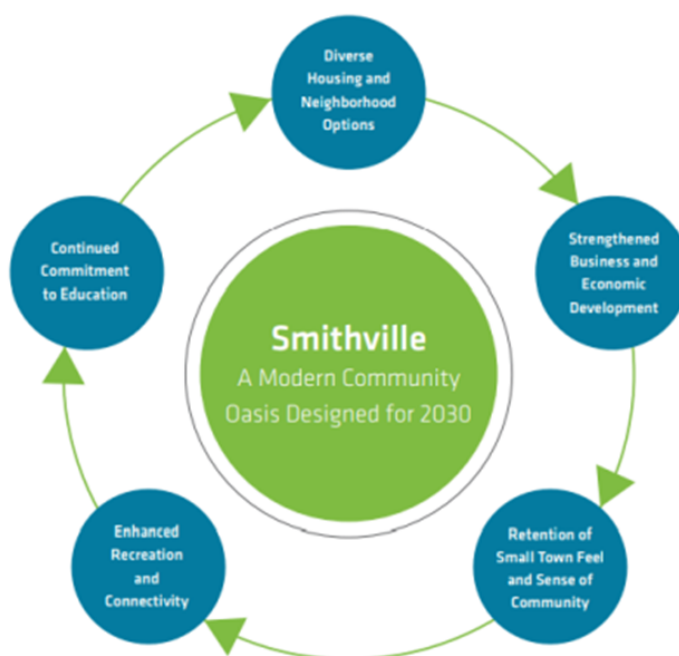 Diverse
Housing and
Neighborhood
Options
Strengthened
Business and
Economic
Development
Retention of
Small Town Feel
and Sense of
Community
Enhanced
Recreation
and
Connectivity
Continued
Commitment
to Education
Smithville
A Modern Community
Oasis Designed for 2030